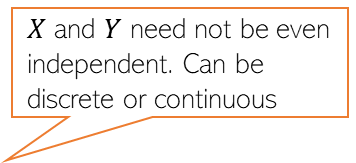 X and Y need not be even
independent. Can be
discrete or continuous